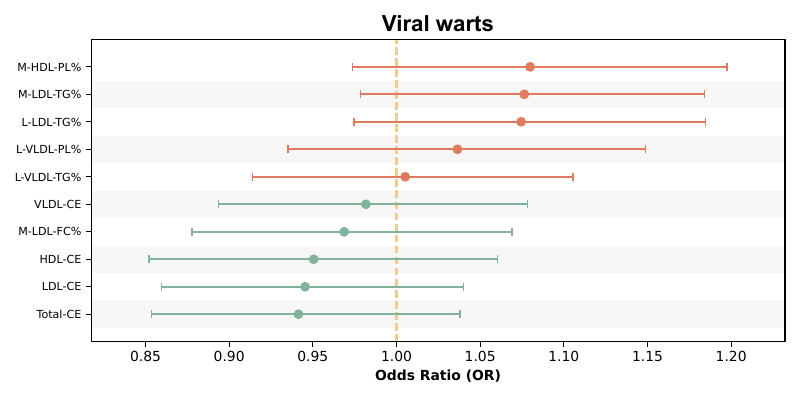 Viral warts
M-HDL-PL%
M-LDL-TG%
L-LDL-TG%
L-VLDL-PL%
L-VLDL-TG%
VLDL-CE
M-LDL-FC%
HDL-CE
LDL-CE
Total-CE
0.85 0.90 0.95 1.00 1.05 1.10 1.15 1.20
Odds Ratio (OR)